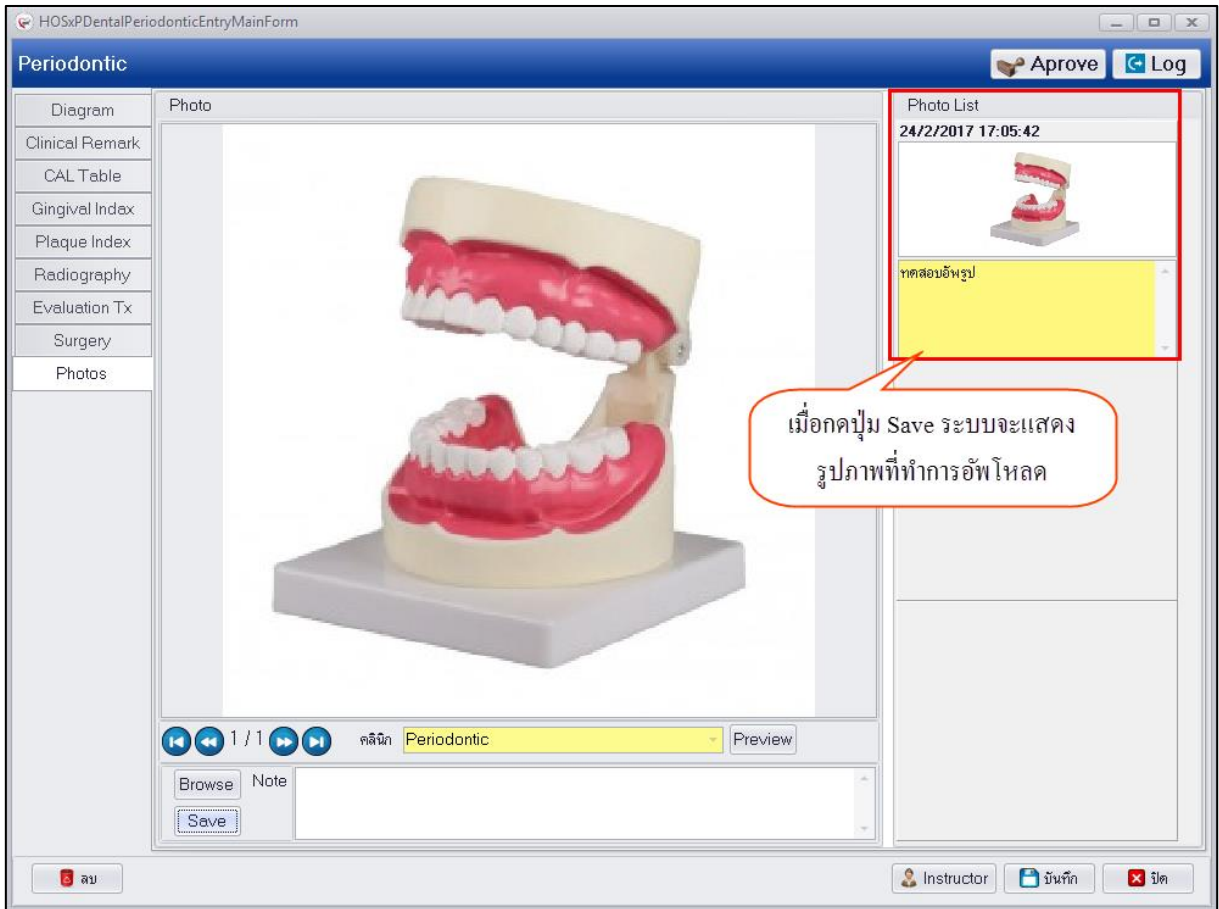 HOSxPDentalPeriodonticEntryMainForm
Periodontic
Aprove
Log
Diagram
Clinical Remark
CAL Table
Gingival Indax
Plaque Index
Radiography
Evaluation Tx
Surgery
Photos
Photo
Photo List
24/2/2017 17:05:42
ทดสอบอัพรูป
เมื่อกดปุ่ม Save ระบบจะแสดง
รูปภาพที่ทำการอัพโหลด
1 / 1
คลินิก
Periodontic
Preview
Browse
Note
Save
ลบ
Instructor
บันทึก
ปิด